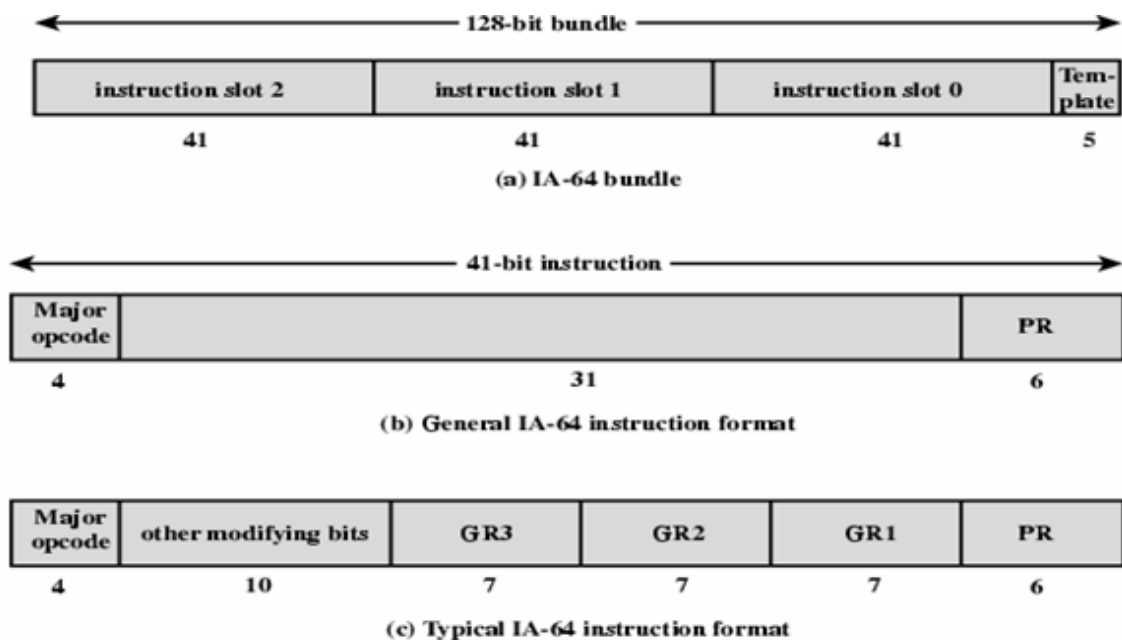 128-bit bundle
instruction slot 2 instruction slot 1 instruction slot 0 Tem-
plate
41 41 41 5
(a) IA-64 bundle
41-bit instruction
Major
opcode PR
4 31 6
(b) General IA-64 instruction format
Major
opcode other modifying bits GR3 GR2 GR1 PR
4 10 7 7 7 6
(c) Typical IA-64 instruction format